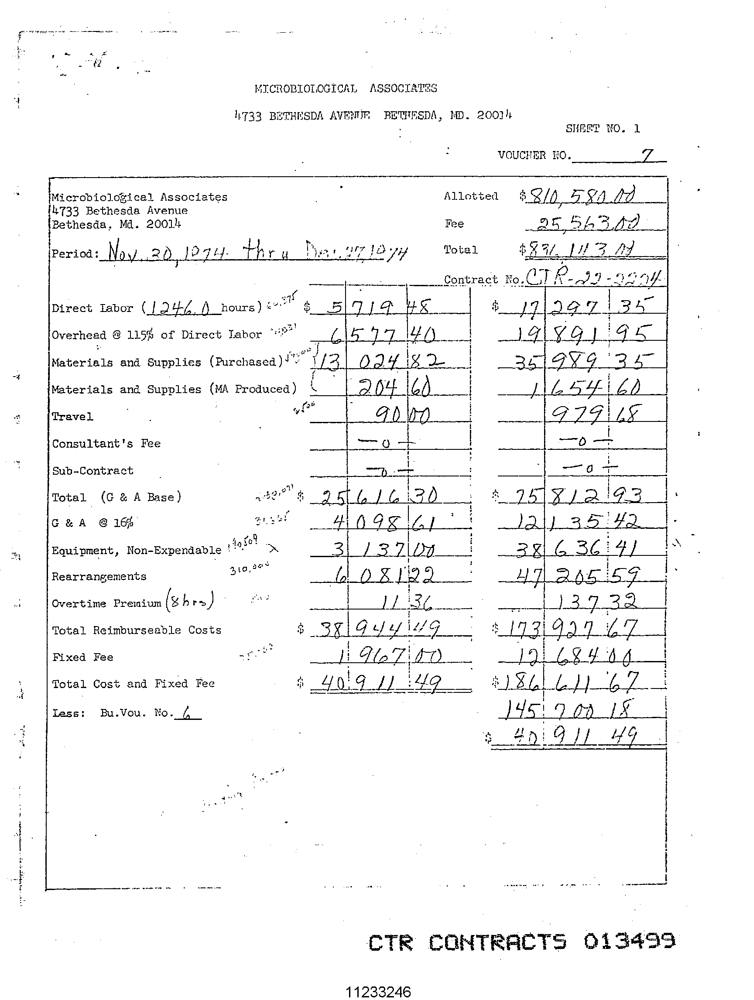 MICROBIOLOGICAL ASSOCIATES
4733 BETHESDA AVENUE BETHESDA, MD. 20014
SHEET NO. 1
VOUCHER NO. 7
Microbiological Associates Allotted $810,580.00
4733 Bethesda Avenue
Bethesda, Md. 20014 Fee 25,563.00
Period: Nov. 30, 1974 thru Dec. 27, 1974 Total $836,143.00
Contract No. CTR-22-2204
Direct Labor (1246.0 hours) $ 5 719 48 $ 17 297 35
Overhead @ 115% of Direct Labor 6 577 40 19 891 95
Materials and Supplies (Purchased) 13 024 82 35 989 35
Materials and Supplies (MA Produced) 204 60 1 654 60
Travel 2500 90 00 979 68
Consultant's Fee —0— —0—
Sub-Contract —0— —0—
Total (G & A Base) $ 25 616 30 $ 75 812 93
G & A @ 16% 4 098 61 12 135 42
Equipment, Non-Expendable X 3 137 00 38 636 41
Rearrangements 310,000 6 081 22 47 205 59
Overtime Premium (8 hrs) 11 36 137 32
Total Reimburseable Costs $ 38 944 49 $ 173 927 67
Fixed Fee 1 967 00 12 684 00
Total Cost and Fixed Fee $ 40 911 49 $ 186 611 67
Less: Bu.Vou. No. 6 145 700 18
$ 40 911 49
CTR CONTRACTS 013499
11233246